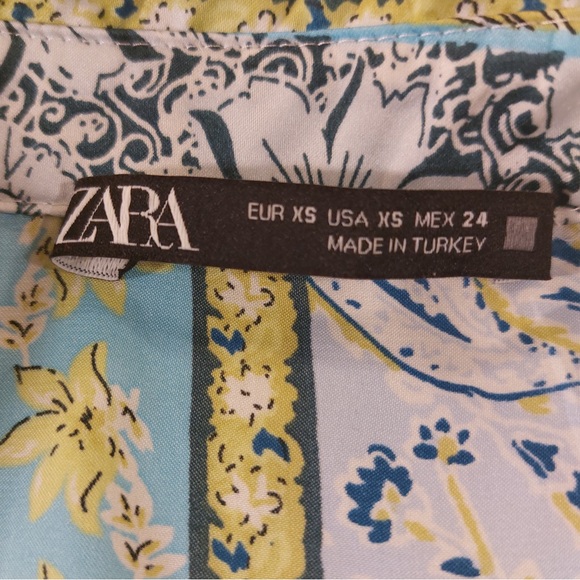 ZARA
EUR XS USA XS MEX 24
MADE IN TURKEY